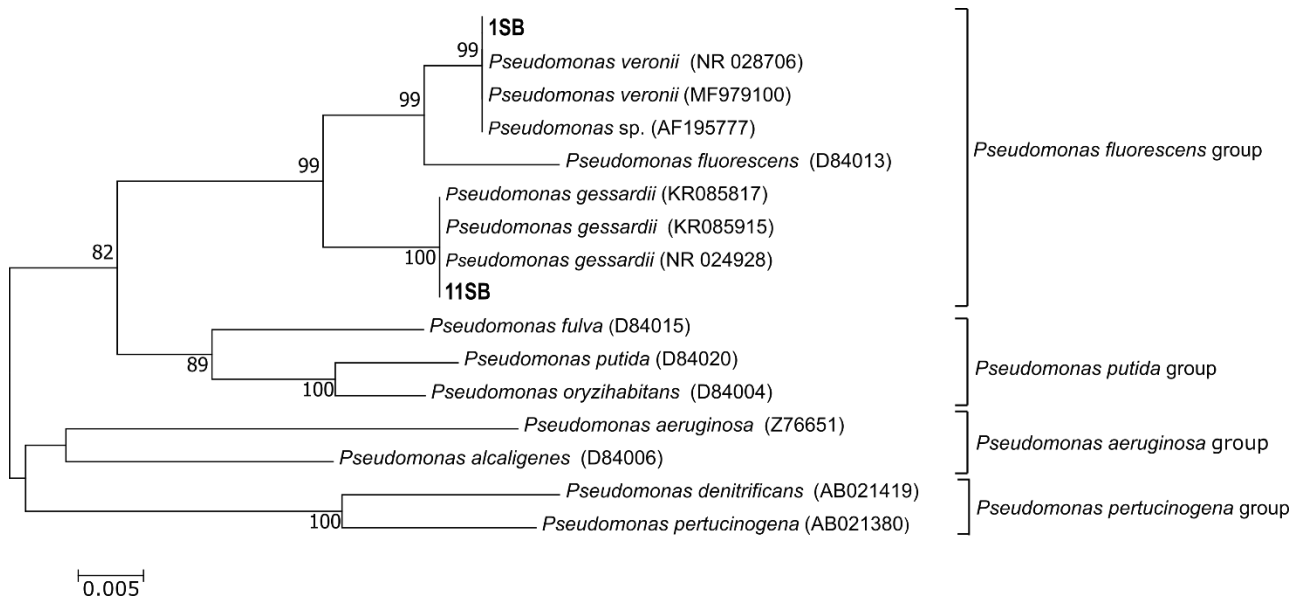 1SB
99
Pseudomonas veronii (NR 028706)
Pseudomonas veronii (MF979100)
99
Pseudomonas sp. (AF195777)
Pseudomonas fluorescens (D84013)
Pseudomonas fluorescens group
99
Pseudomonas gessardii (KR085817)
Pseudomonas gessardii (KR085915)
82
100
Pseudomonas gessardii (NR 024928)
11SB
Pseudomonas fulva (D84015)
89
Pseudomonas putida (D84020)
Pseudomonas putida group
100
Pseudomonas oryzihabitans (D84004)
Pseudomonas aeruginosa (Z76651)
Pseudomonas aeruginosa group
Pseudomonas alcaligenes (D84006)
Pseudomonas denitrificans (AB021419)
Pseudomonas pertucinogena group
100
Pseudomonas pertucinogena (AB021380)
0.005